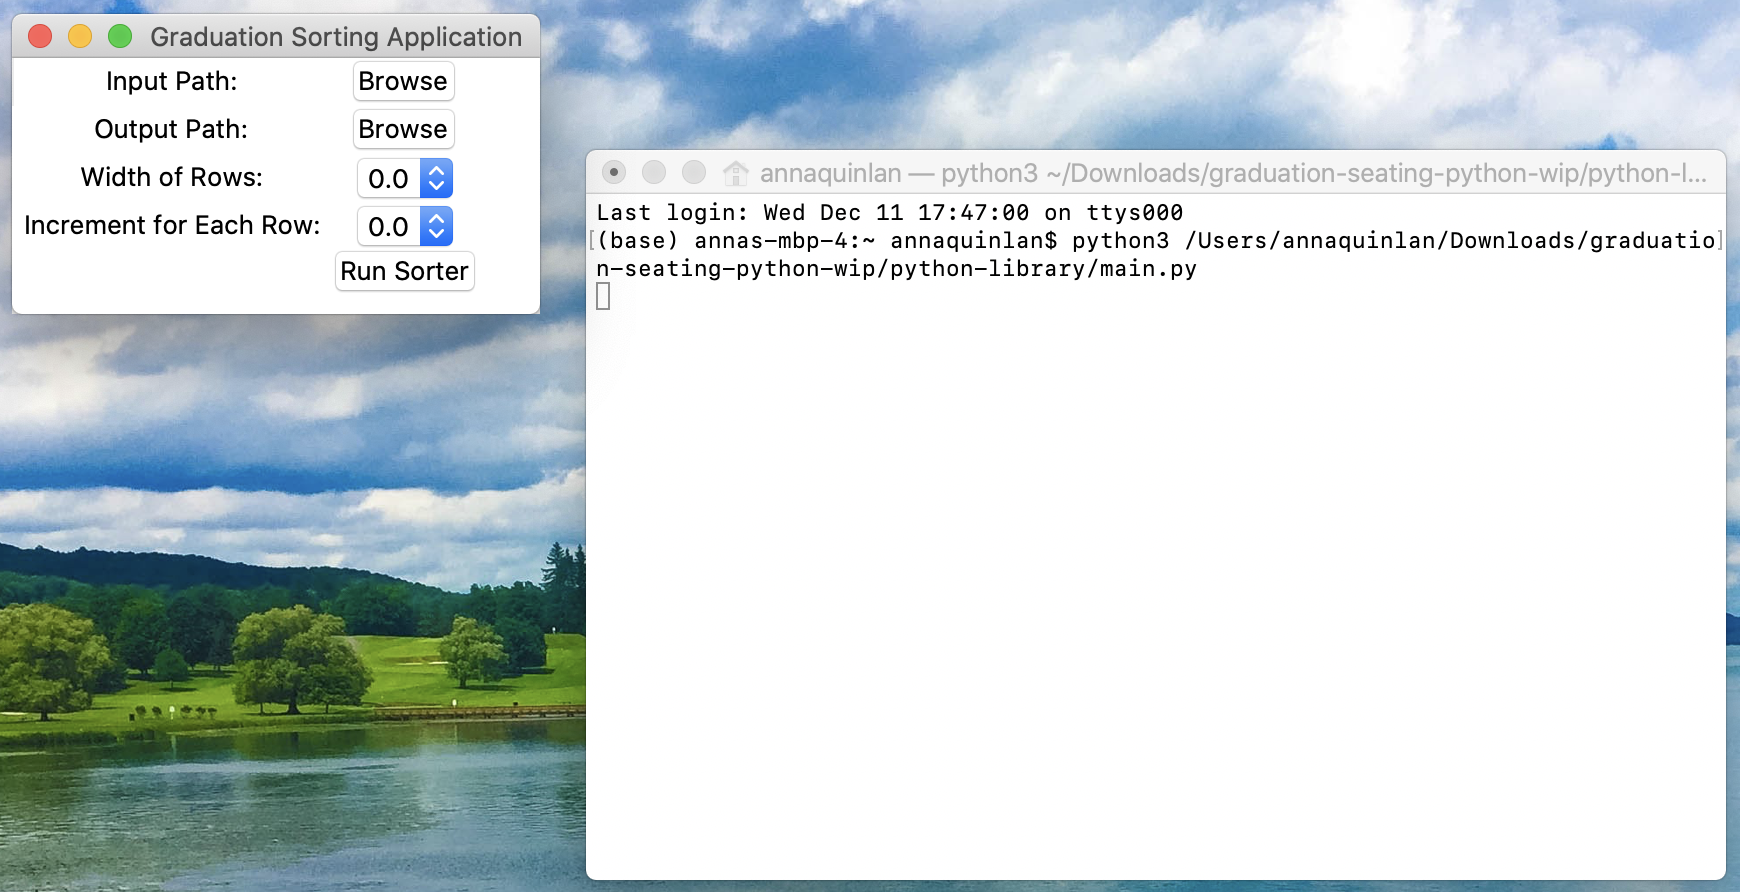 Graduation Sorting Application
Input Path: Browse
Output Path: Browse
Width of Rows: 0.0
Increment for Each Row: 0.0
Run Sorter
annaquinlan — python3 ~/Downloads/graduation-seating-python-wip/python-l...
Last login: Wed Dec 11 17:47:00 on ttys000
[(base) annas-mbp-4:~ annaquinlan$ python3 /Users/annaquinlan/Downloads/graduatio]
n-seating-python-wip/python-library/main.py